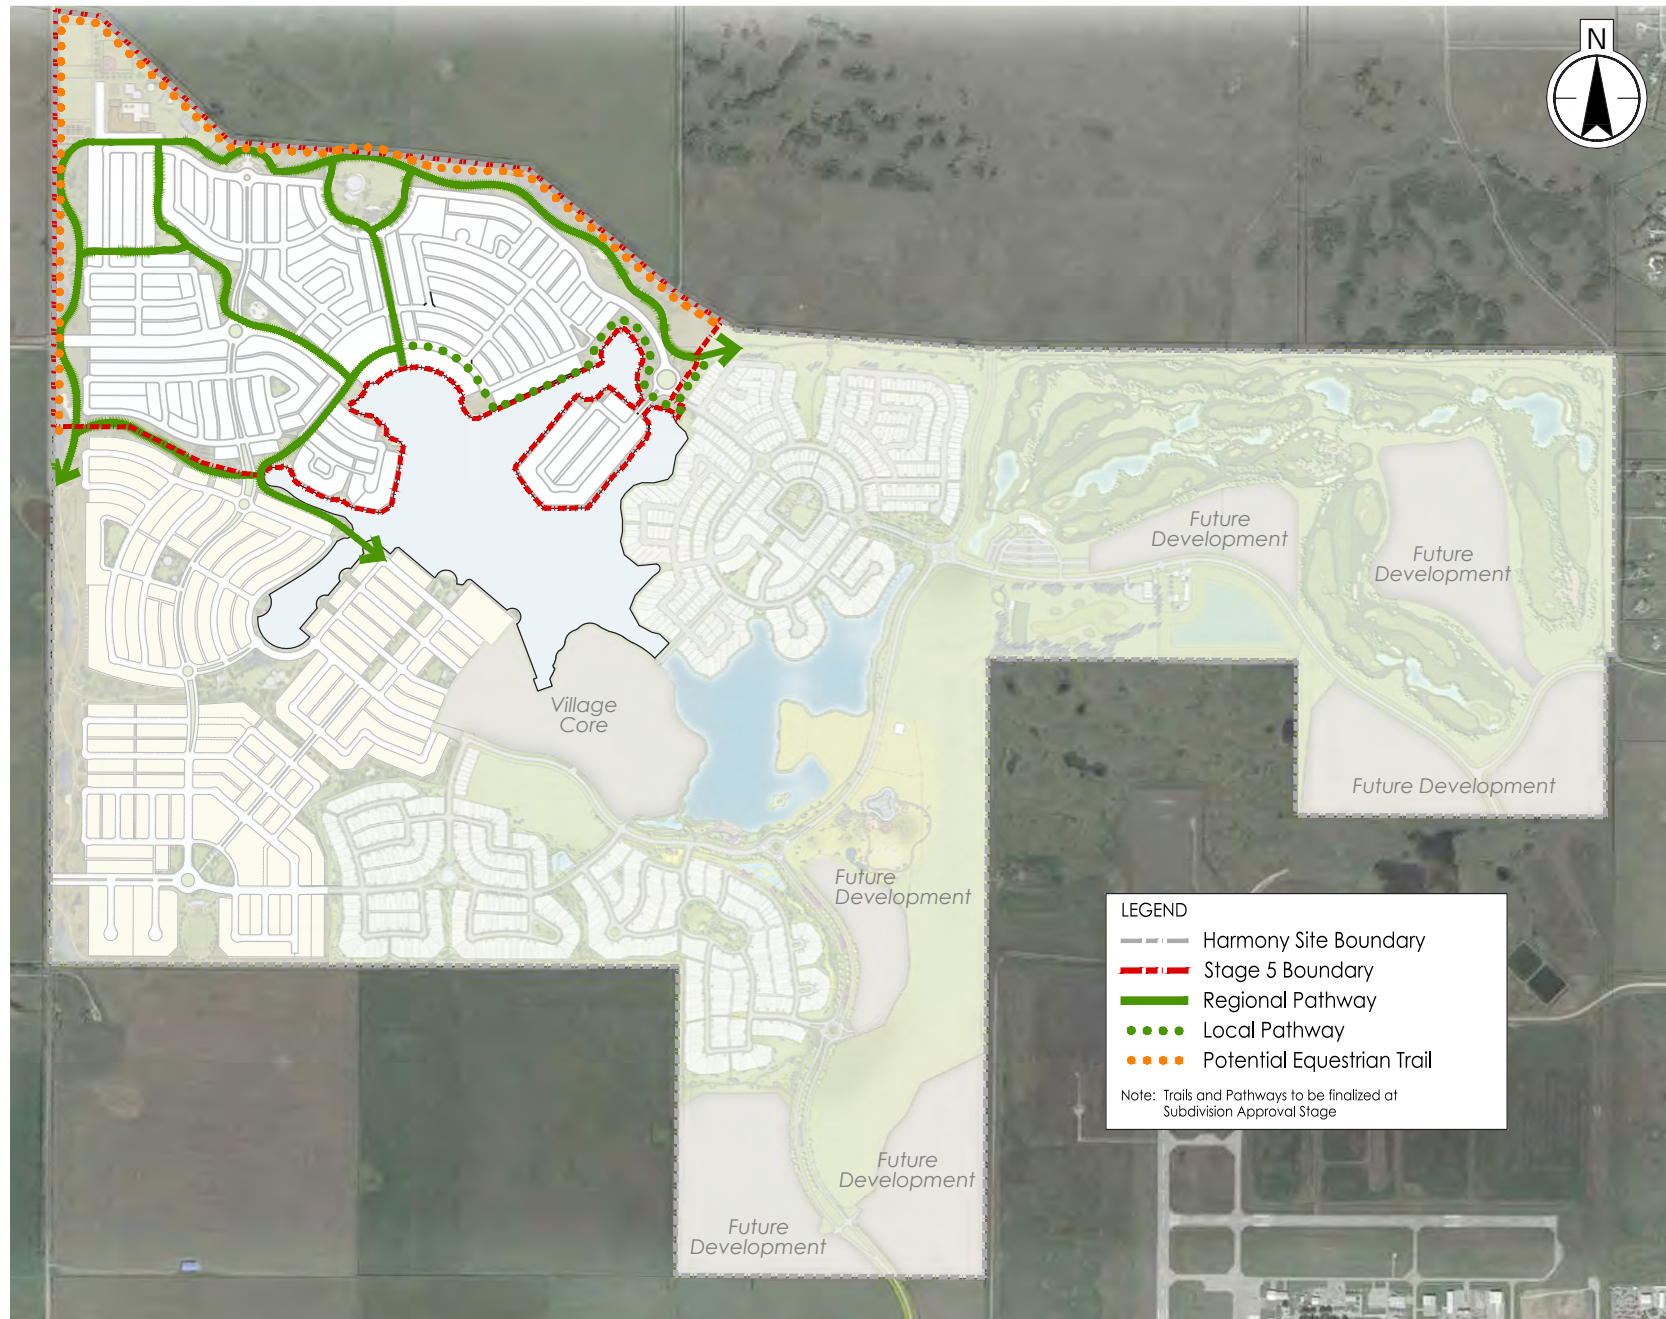 N
Future
Development
Future
Development
Village
Core
Future Development
Future
Development
LEGEND
Harmony Site Boundary
Stage 5 Boundary
Regional Pathway
Local Pathway
Potential Equestrian Trail
Note: Trails and Pathways to be finalized at
Subdivision Approval Stage
Future
Development
Future
Development